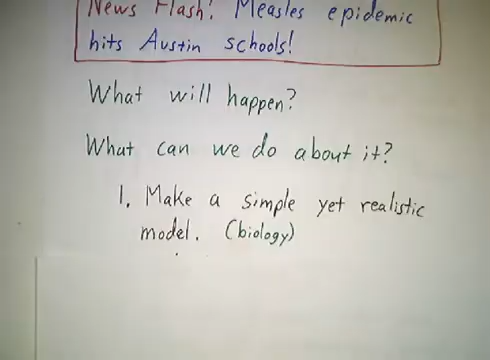 News Flash! Measles epidemic
hits Austin schools!
What will happen?
What can we do about it?
1. Make a simple yet realistic
model. (biology)